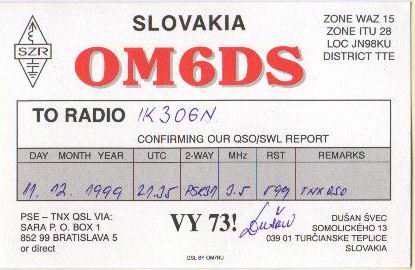 SLOVAKIA
ZONE WAZ 15
ZONE ITU 28
LOC JN98KU
DISTRICT TTE
SZR
OM6DS
TO RADIO IK3OGN
CONFIRMING OUR QSO/SWL REPORT
DAY MONTH YEAR UTC 2-WAY MHz RST REMARKS
11. 12. 1999 21.35 PSK31 3.5 599 TNX QSO
PSE – TNX QSL VIA:
SARA P. O. BOX 1
852 99 BRATISLAVA 5
or direct
VY 73! Dušan
DUŠAN ŠVEC
SOMOLICKÉHO 13
039 01 TURČIANSKE TEPLICE
SLOVAKIA
QSL BY OM7RU